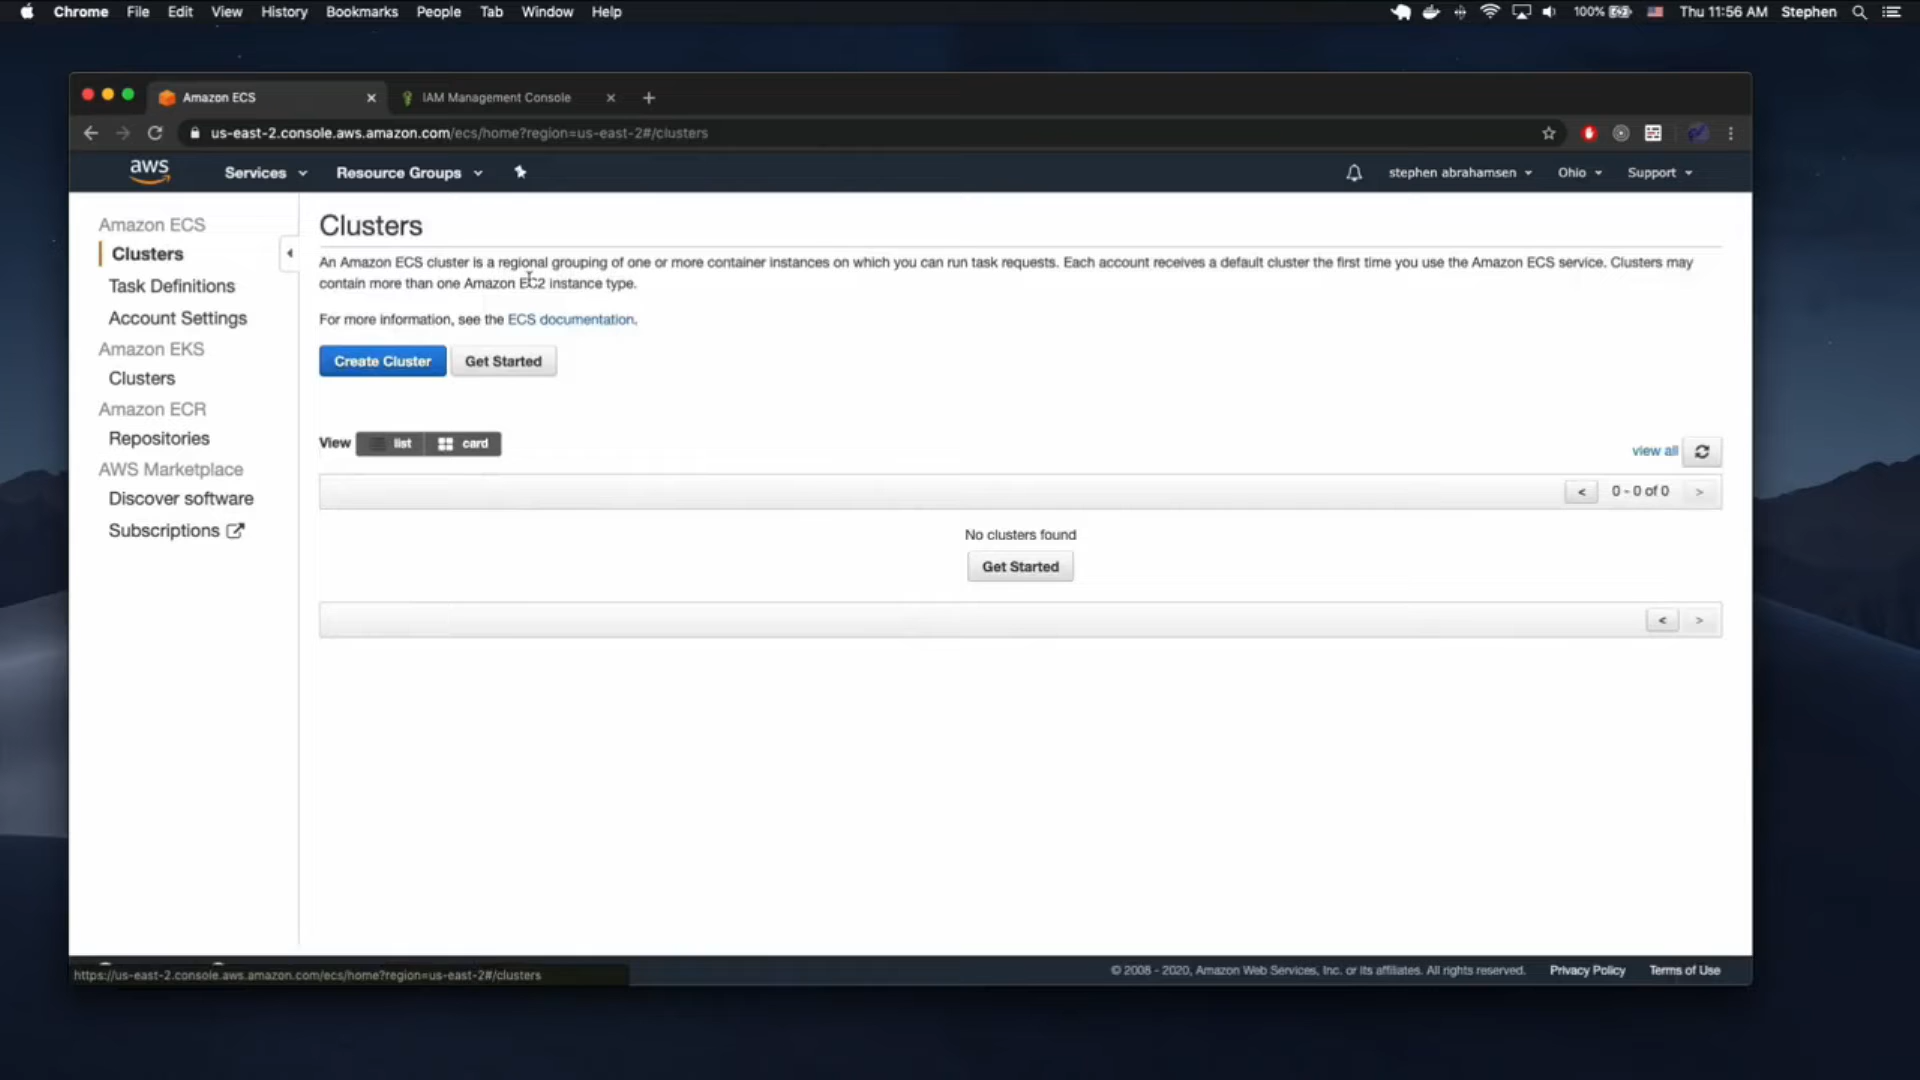 Chrome File Edit View History Bookmarks People Tab Window Help 100% Thu 11:56 AM Stephen
Amazon ECS IAM Management Console
us-east-2.console.aws.amazon.com/ecs/home?region=us-east-2#/clusters
aws Services Resource Groups stephen abrahamsen Ohio Support
Amazon ECS
Clusters
Task Definitions
Account Settings
Amazon EKS
Clusters
Amazon ECR
Repositories
AWS Marketplace
Discover software
Subscriptions
Clusters
An Amazon ECS cluster is a regional grouping of one or more container instances on which you can run task requests. Each account receives a default cluster the first time you use the Amazon ECS service. Clusters may
contain more than one Amazon EC2 instance type.
For more information, see the ECS documentation.
Create Cluster Get Started
View list card
view all
< 0 - 0 of 0 >
No clusters found
Get Started
< >
https://us-east-2.console.aws.amazon.com/ecs/home?region=us-east-2#/clusters
© 2008 - 2020, Amazon Web Services, Inc. or its affiliates. All rights reserved. Privacy Policy Terms of Use